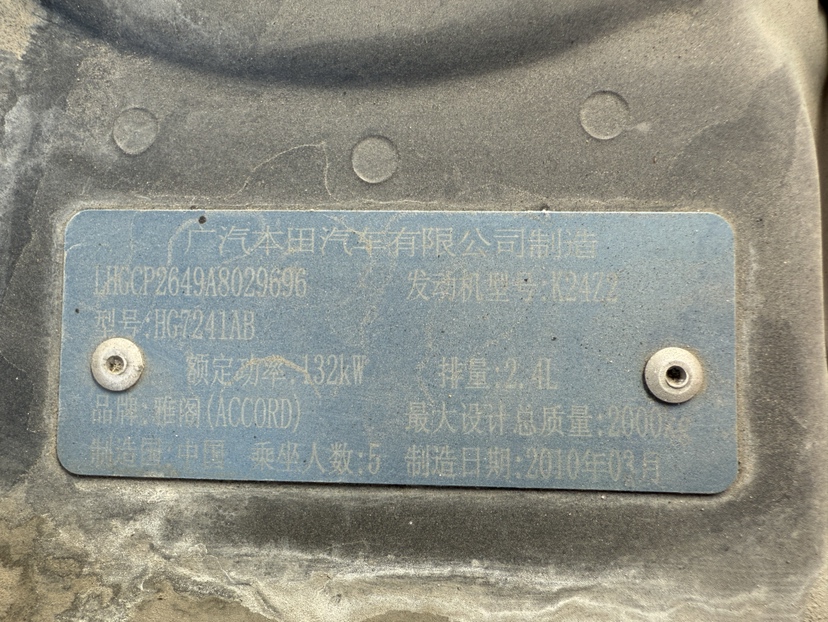 广汽本田汽车有限公司制造
LHGCP2649A8029696 发动机型号:K24Z2
型号:HG7241AB
额定功率:132kW 排量:2.4L
品牌:雅阁(ACCORD) 最大设计总质量:2000kg
制造国:中国 乘坐人数:5 制造日期:2010年03月